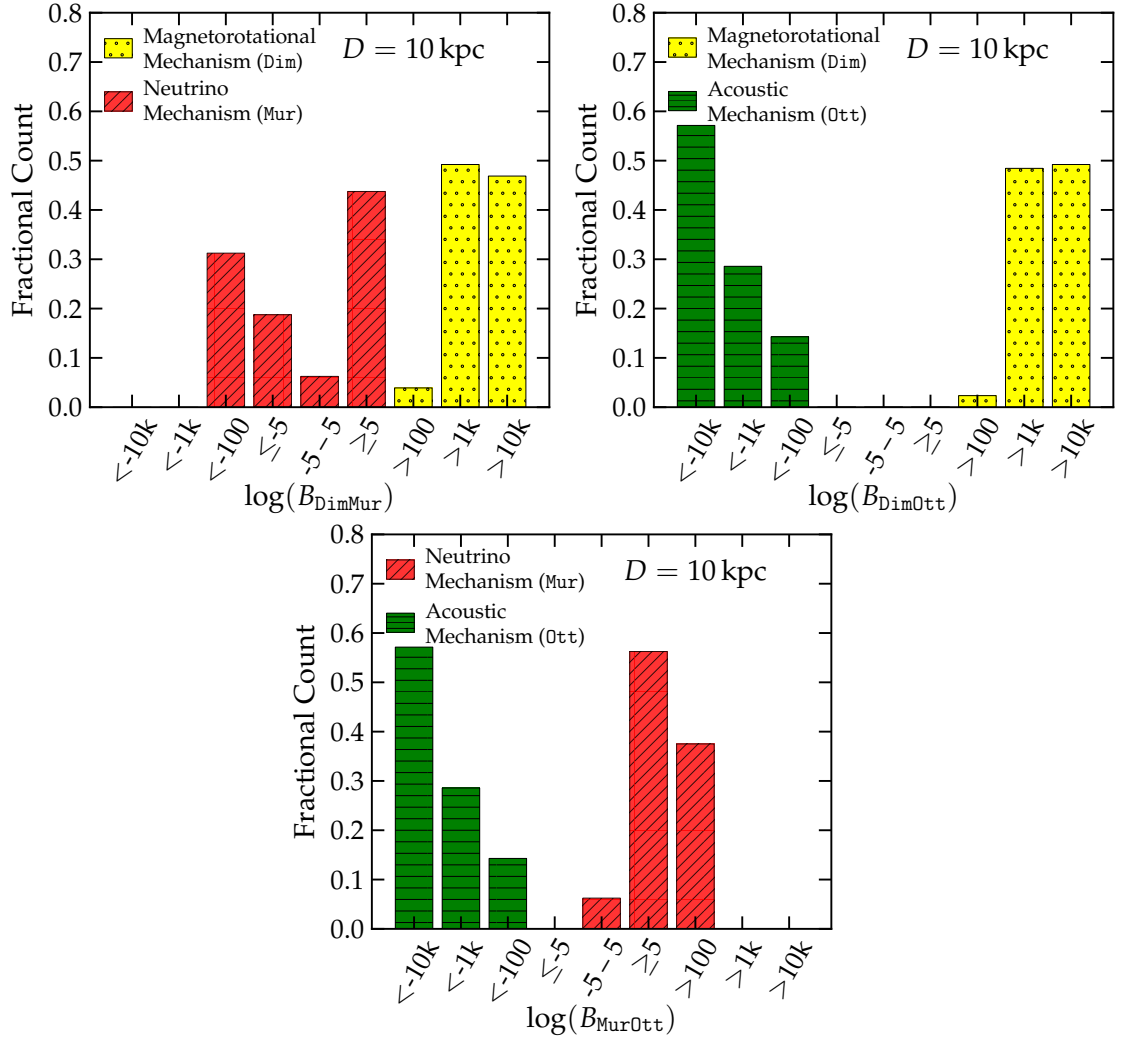 Magnetorotational
Mechanism (Dim)
Neutrino
Mechanism (Mur)
D = 10 kpc
Fractional Count
0.8
0.7
0.6
0.5
0.4
0.3
0.2
0.1
0.0
<-10k
<-1k
<-100
≤-5
-5 – 5
≥5
>100
>1k
>10k
log(B_DimMur)
Magnetorotational
Mechanism (Dim)
Acoustic
Mechanism (Ott)
D = 10 kpc
Fractional Count
0.8
0.7
0.6
0.5
0.4
0.3
0.2
0.1
0.0
<-10k
<-1k
<-100
≤-5
-5 – 5
≥5
>100
>1k
>10k
log(B_DimOtt)
Neutrino
Mechanism (Mur)
Acoustic
Mechanism (Ott)
D = 10 kpc
Fractional Count
0.8
0.7
0.6
0.5
0.4
0.3
0.2
0.1
0.0
<-10k
<-1k
<-100
≤-5
-5 – 5
≥5
>100
>1k
>10k
log(B_MurOtt)